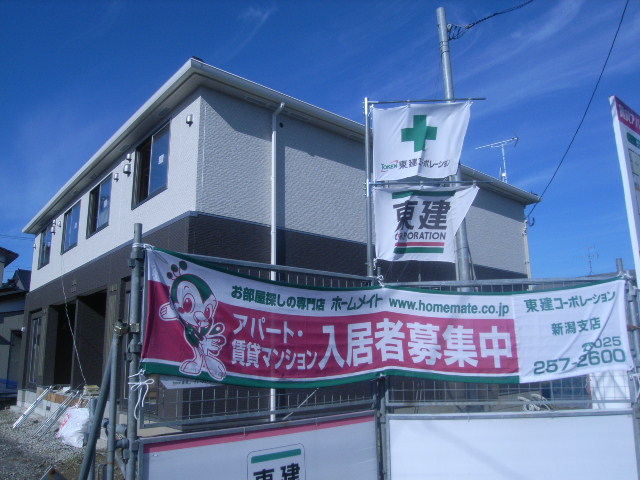 TOKEN 東建コーポレーション
東建
CORPORATION
お部屋探しの専門店 ホームメイト www.homemate.co.jp
アパート・
賃貸マンション 入居者募集中
東建コーポレーション
新潟支店
☎025
257-2600
東建